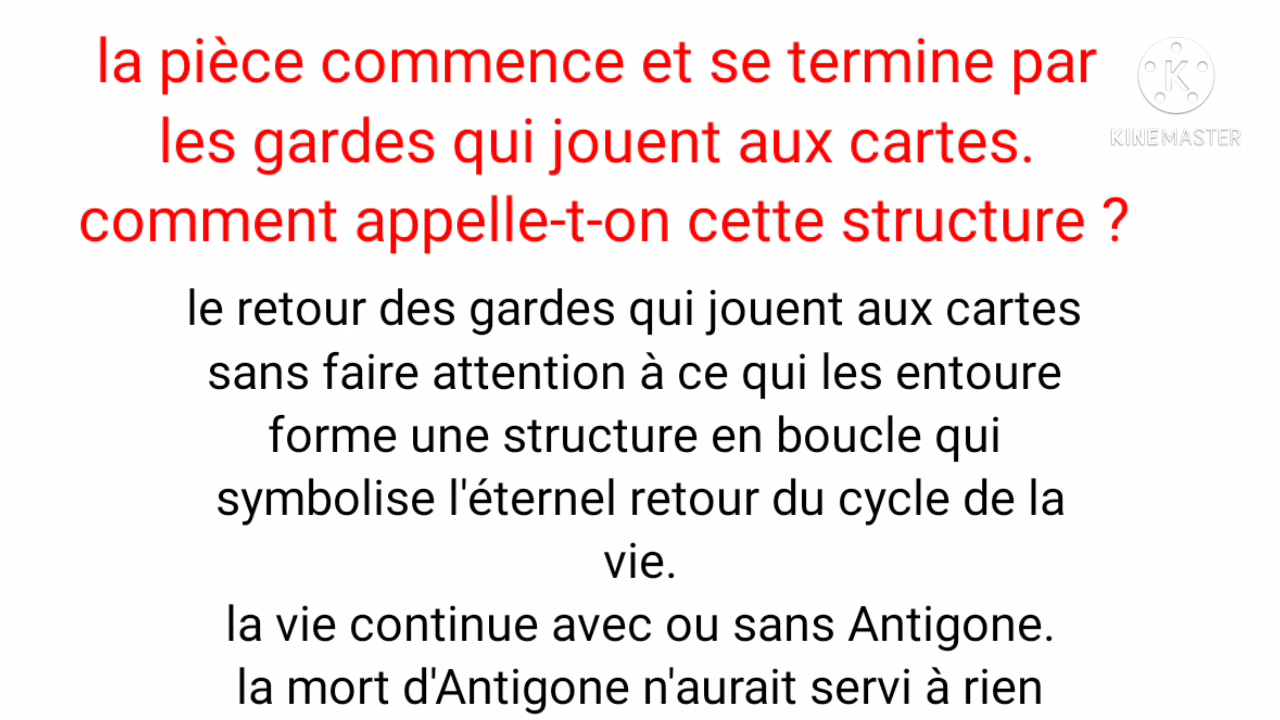 la pièce commence et se termine par
les gardes qui jouent aux cartes.
comment appelle-t-on cette structure ?
K
KINEMASTER
le retour des gardes qui jouent aux cartes
sans faire attention à ce qui les entoure
forme une structure en boucle qui
symbolise l'éternel retour du cycle de la
vie.
la vie continue avec ou sans Antigone.
la mort d'Antigone n'aurait servi à rien